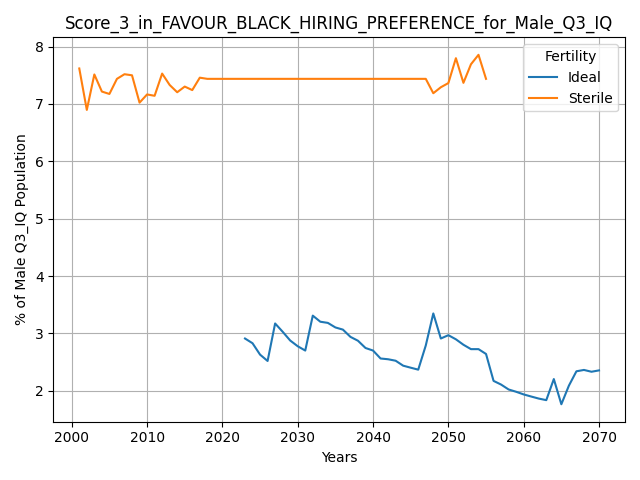 Score_3_in_FAVOUR_BLACK_HIRING_PREFERENCE_for_Male_Q3_IQ
% of Male Q3_IQ Population
8
7
6
5
4
3
2
Fertility
Ideal
Sterile
2000 2010 2020 2030 2040 2050 2060 2070
Years